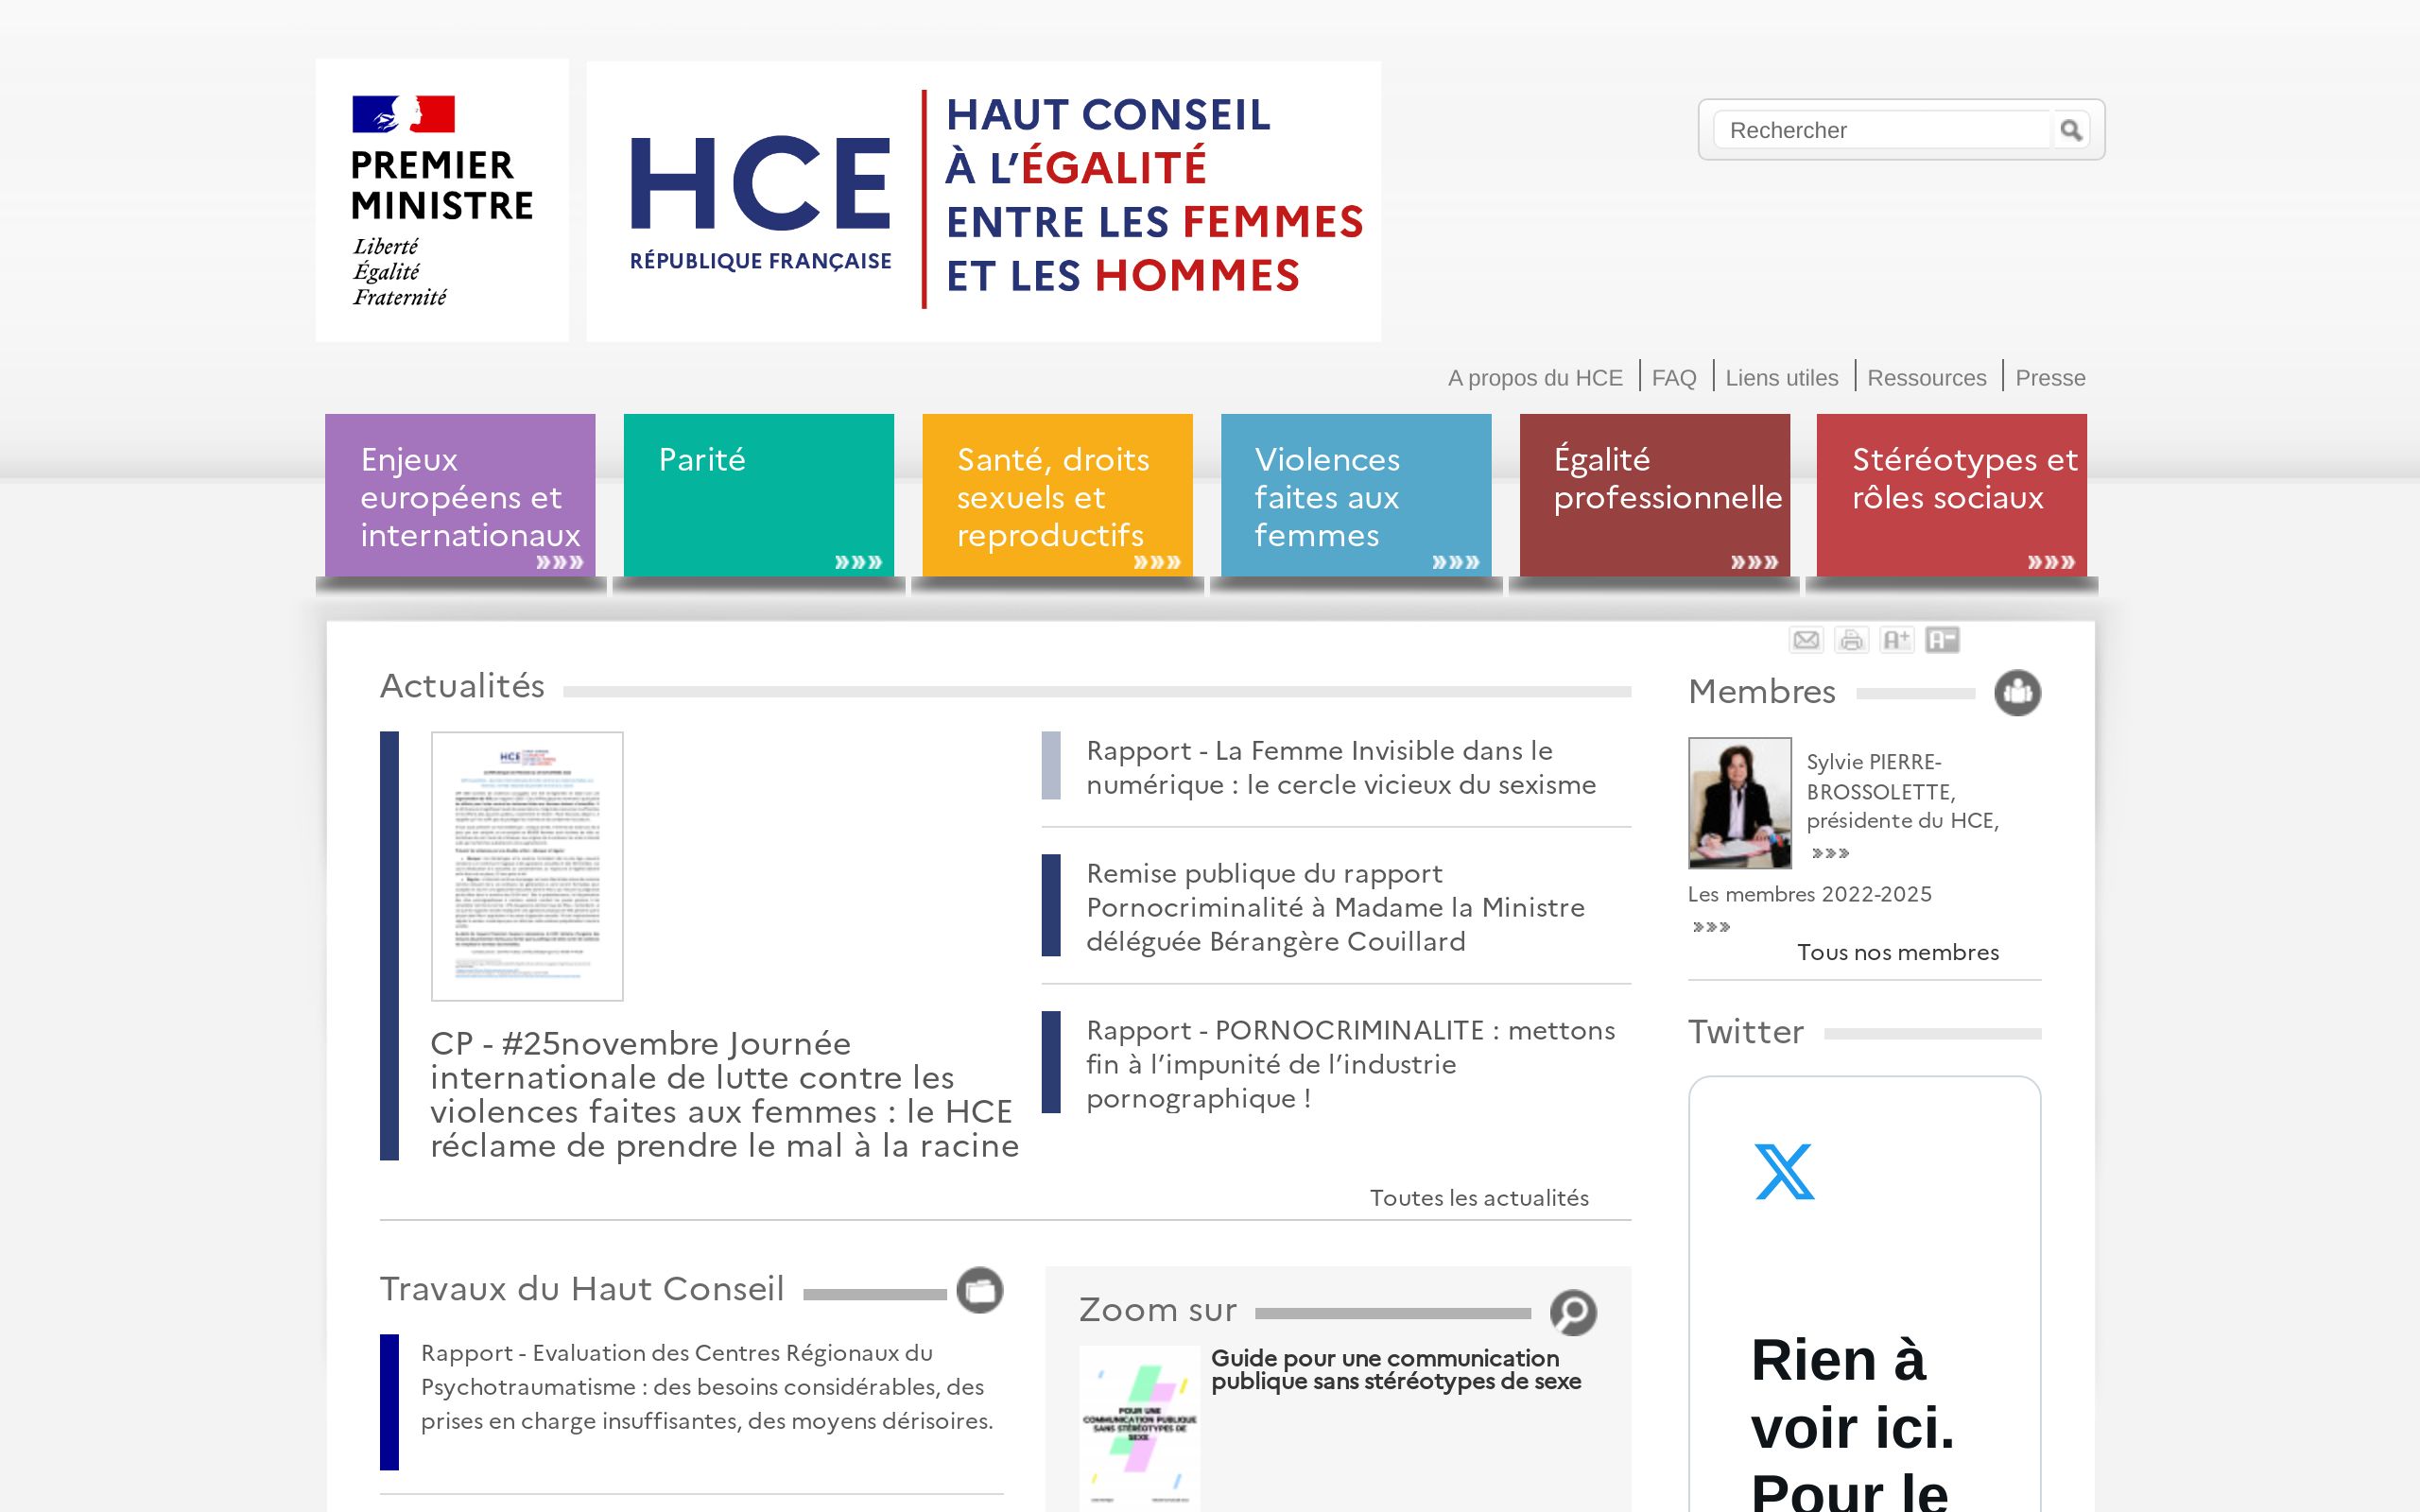 PREMIER
MINISTRE
Liberté
Égalité
Fraternité
HCE
RÉPUBLIQUE FRANÇAISE
HAUT CONSEIL
À L’ÉGALITÉ
ENTRE LES FEMMES
ET LES HOMMES
Rechercher
A propos du HCE
FAQ
Liens utiles
Ressources
Presse
Enjeux
européens et
internationaux
Parité
Santé, droits
sexuels et
reproductifs
Violences
faites aux
femmes
Égalité
professionnelle
Stéréotypes et
rôles sociaux
A+
A-
Actualités
HCE
CP - #25novembre Journée
internationale de lutte contre les
violences faites aux femmes : le HCE
réclame de prendre le mal à la racine
Rapport - La Femme Invisible dans le
numérique : le cercle vicieux du sexisme
Remise publique du rapport
Pornocriminalité à Madame la Ministre
déléguée Bérangère Couillard
Rapport - PORNOCRIMINALITE : mettons
fin à l’impunité de l’industrie
pornographique !
Toutes les actualités
Membres
Sylvie PIERRE-
BROSSOLETTE,
présidente du HCE,
Les membres 2022-2025
Tous nos membres
Twitter
Rien à
voir ici.
Pour le
Travaux du Haut Conseil
Rapport - Evaluation des Centres Régionaux du
Psychotraumatisme : des besoins considérables, des
prises en charge insuffisantes, des moyens dérisoires.
Zoom sur
Guide pour une communication
publique sans stéréotypes de sexe
POUR UNE
COMMUNICATION PUBLIQUE
SANS STÉRÉOTYPES DE
SEXE